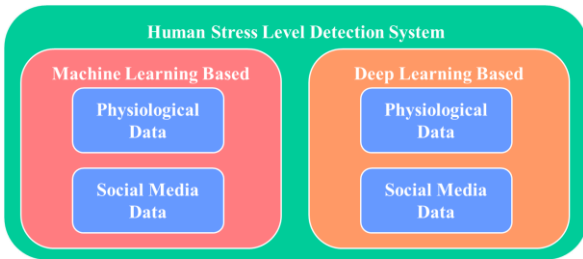 Human Stress Level Detection System
Machine Learning Based
Physiological
Data
Social Media
Data
Deep Learning Based
Physiological
Data
Social Media
Data